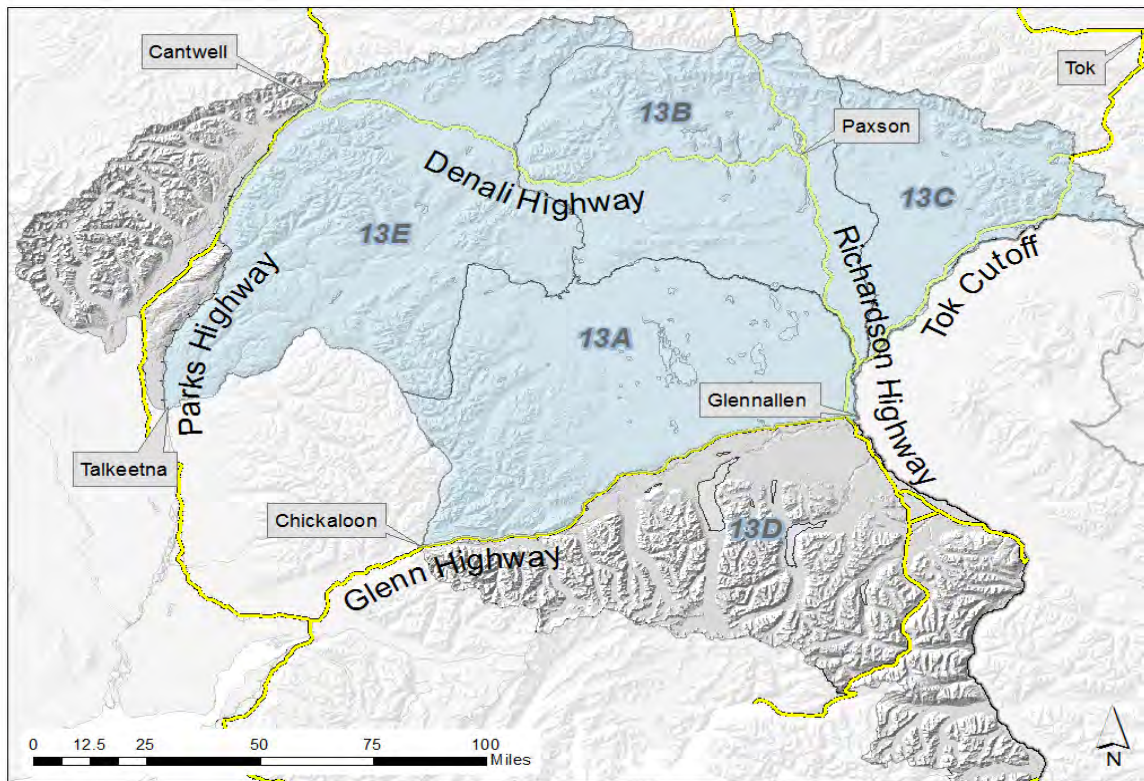 Cantwell
Tok
13B
Paxson
Denali Highway
13C
13E
Richardson Highway
Tok Cutoff
Parks Highway
13A
Glennallen
Talkeetna
Chickaloon
13D
Glenn Highway
0 12.5 25 50 75 100
Miles
N